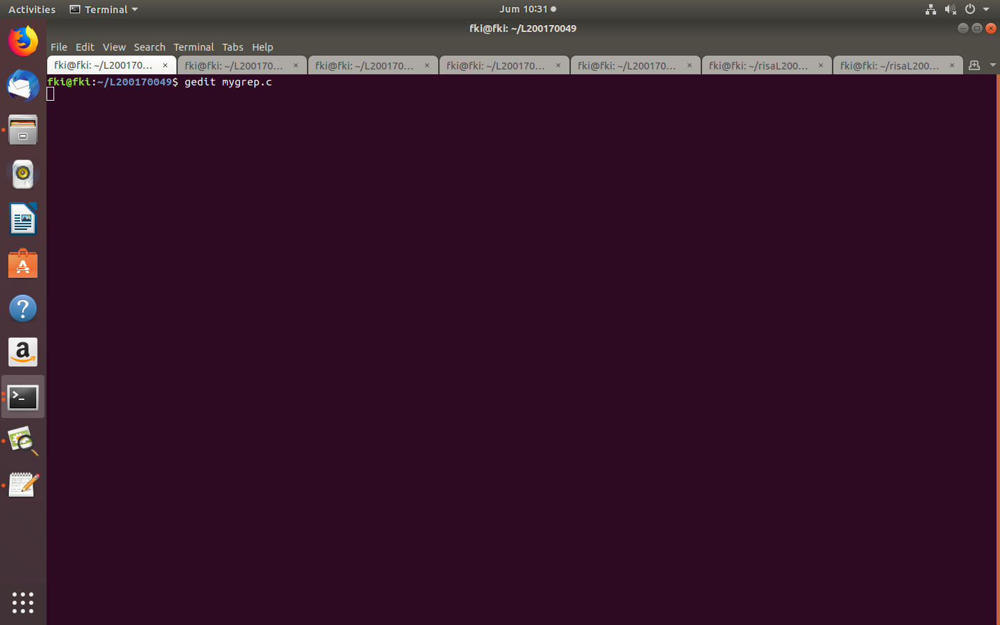 Activities Terminal Jum 10:31
fki@fki: ~/L200170049
File Edit View Search Terminal Tabs Help
fki@fki: ~/L200170... × fki@fki: ~/L200170... × fki@fki: ~/L200170... × fki@fki: ~/L200170... × fki@fki: ~/L200170... × fki@fki: ~/risaL200... × fki@fki: ~/risaL200... ×
fki@fki:~/L200170049$ gedit mygrep.c